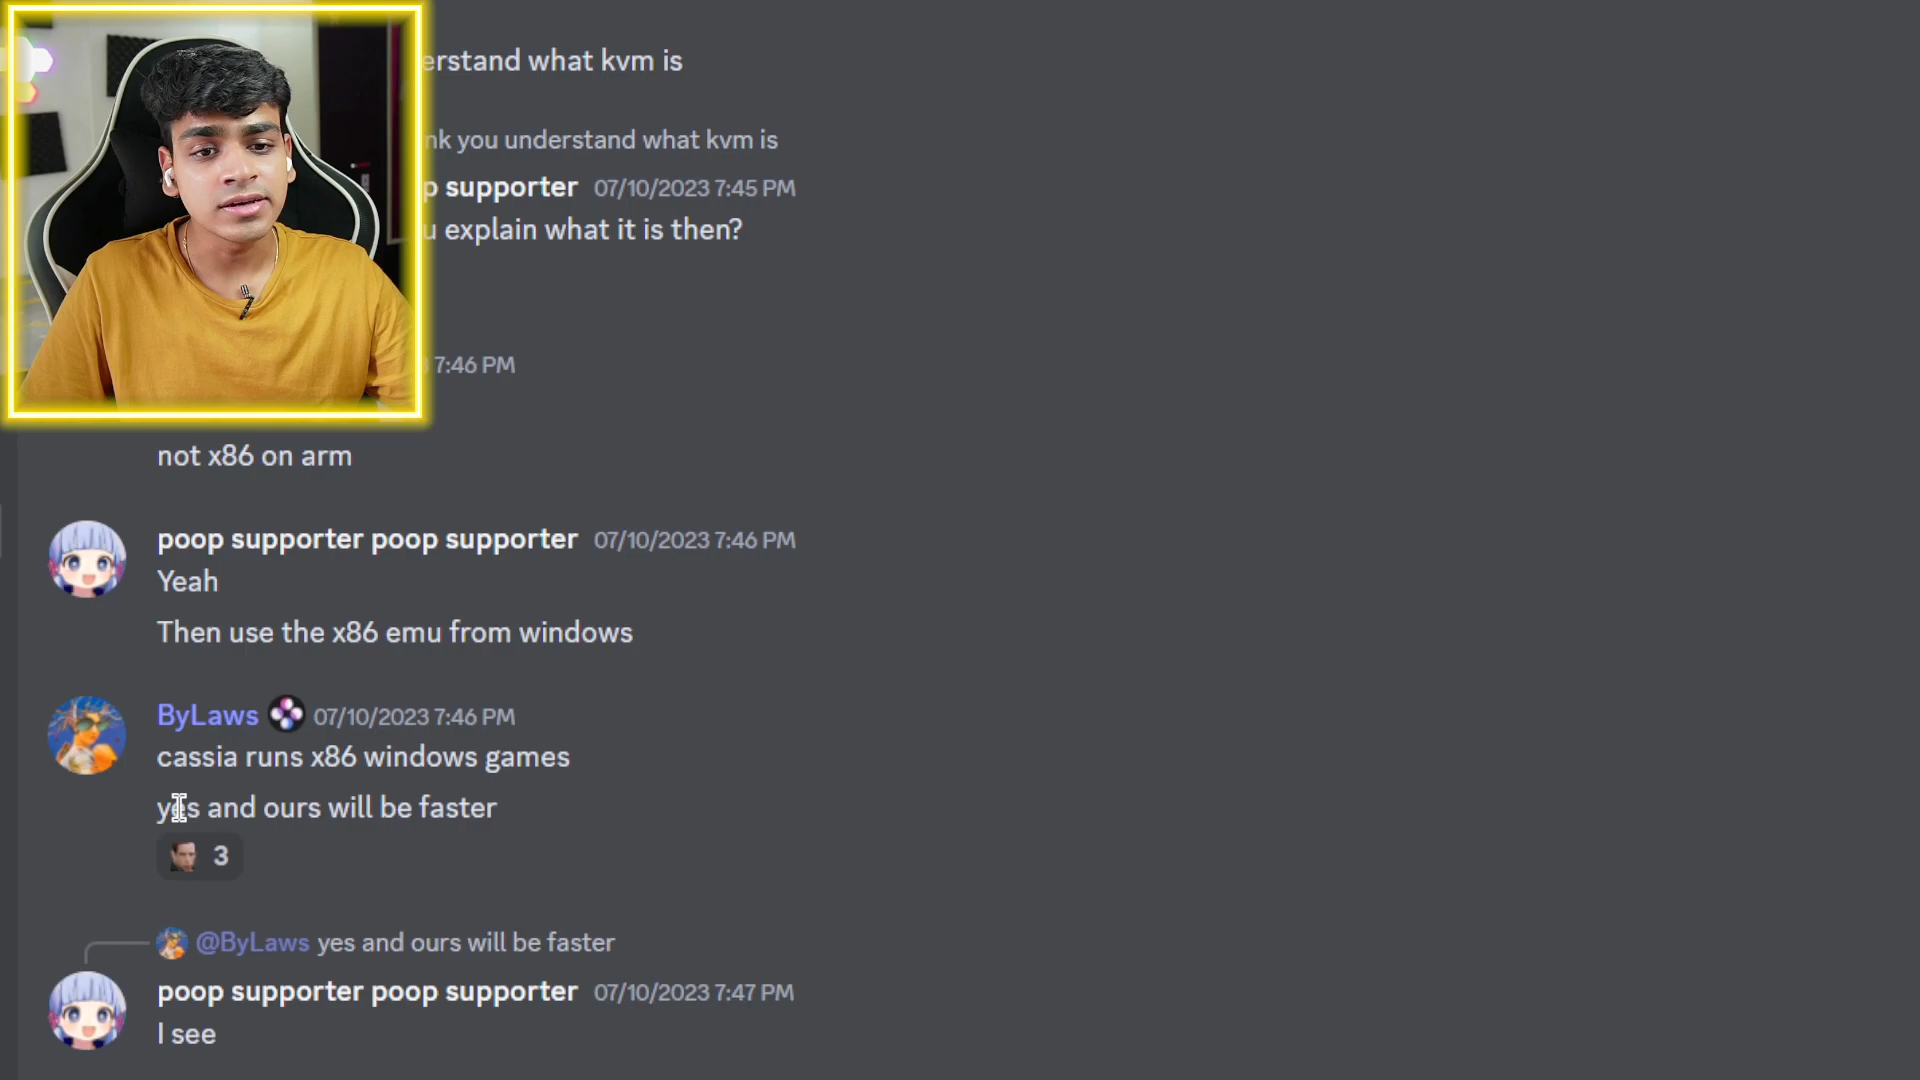 what kvm is
you understand what kvm is
supporter 07/10/2023 7:45 PM
explain what it is then?
7:46 PM
not x86 on arm
poop supporter poop supporter 07/10/2023 7:46 PM
Yeah
Then use the x86 emu from windows
ByLaws 07/10/2023 7:46 PM
cassia runs x86 windows games
yes and ours will be faster
3
@ByLaws yes and ours will be faster
poop supporter poop supporter 07/10/2023 7:47 PM
I see